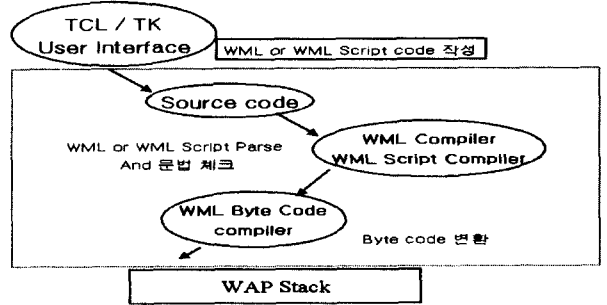 TCL / TK
User Interface
WML or WML Script code 작성
Source code
WML or WML Script Parse
And 문법 체크
WML Compiler
WML Script Compiler
WML Byte Code
compiler
Byte code 변환
WAP Stack